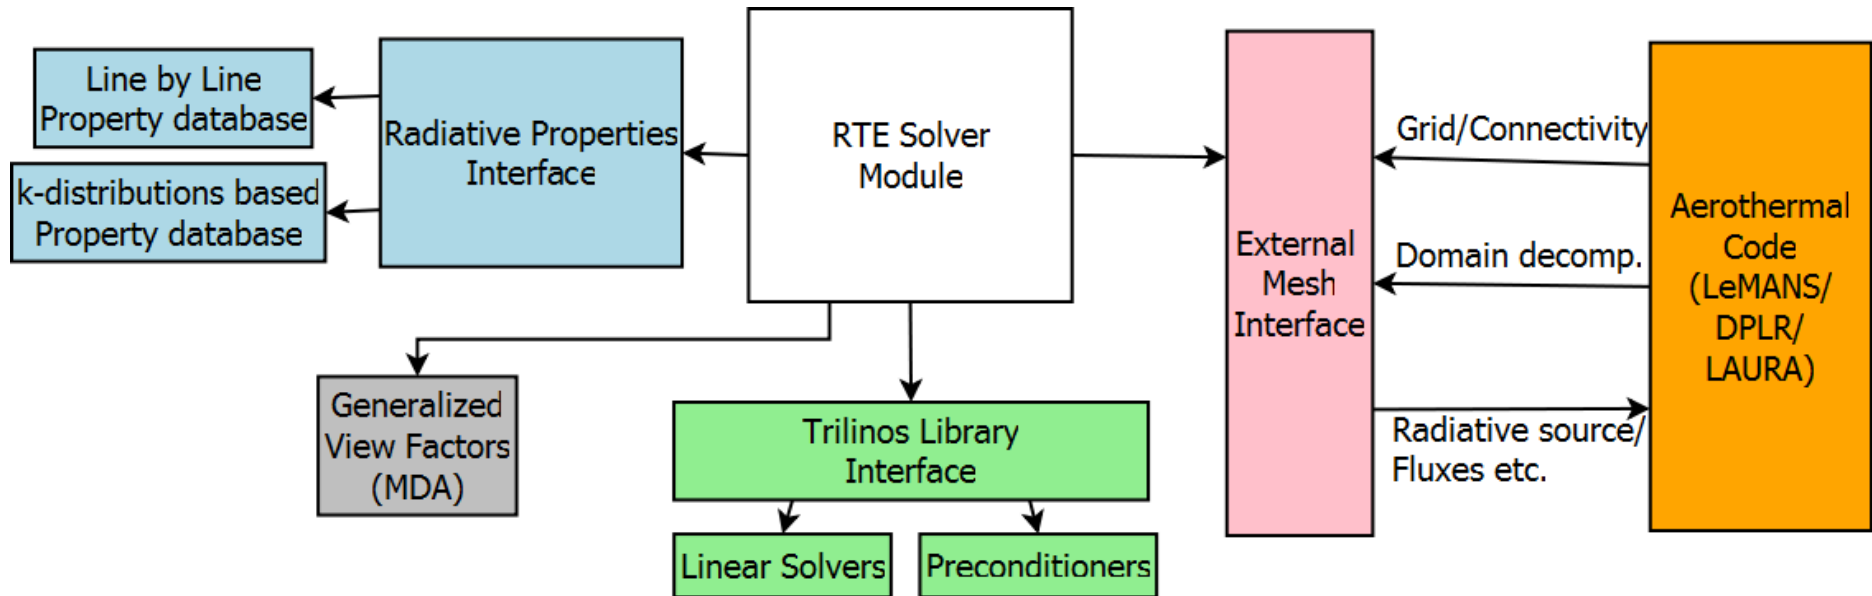 Line by Line
Property database
k-distributions based
Property database
Radiative Properties
Interface
RTE Solver
Module
Generalized
View Factors
(MDA)
Trilinos Library
Interface
Linear Solvers
Preconditioners
External
Mesh
Interface
Grid/Connectivity
Domain decomp.
Radiative source/
Fluxes etc.
Aerothermal
Code
(LeMANS/
DPLR/
LAURA)